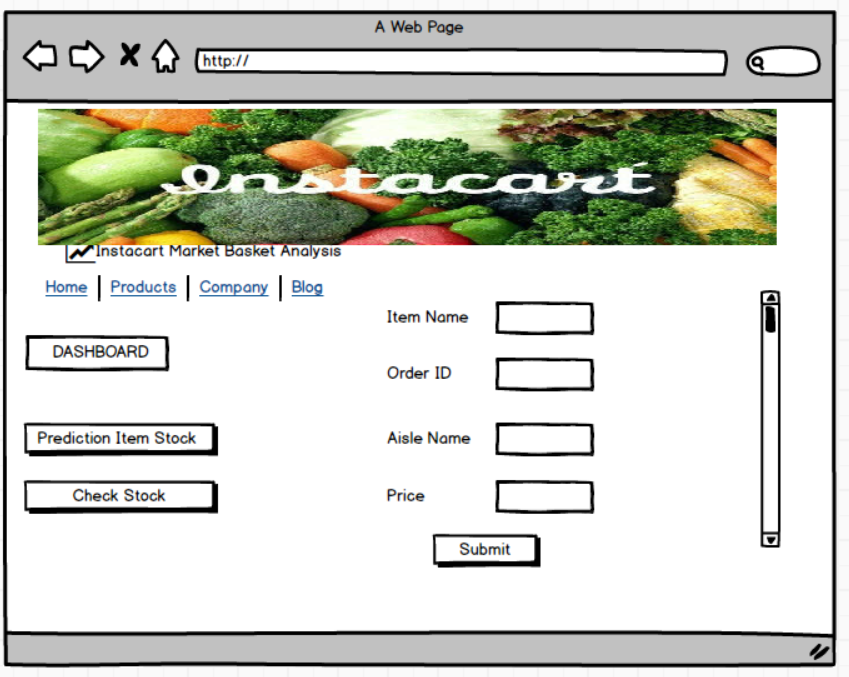 A Web Page
http://
Instacart
Instacart Market Basket Analysis
Home Products Company Blog
Item Name
DASHBOARD
Order ID
Prediction Item Stock
Aisle Name
Check Stock
Price
Submit